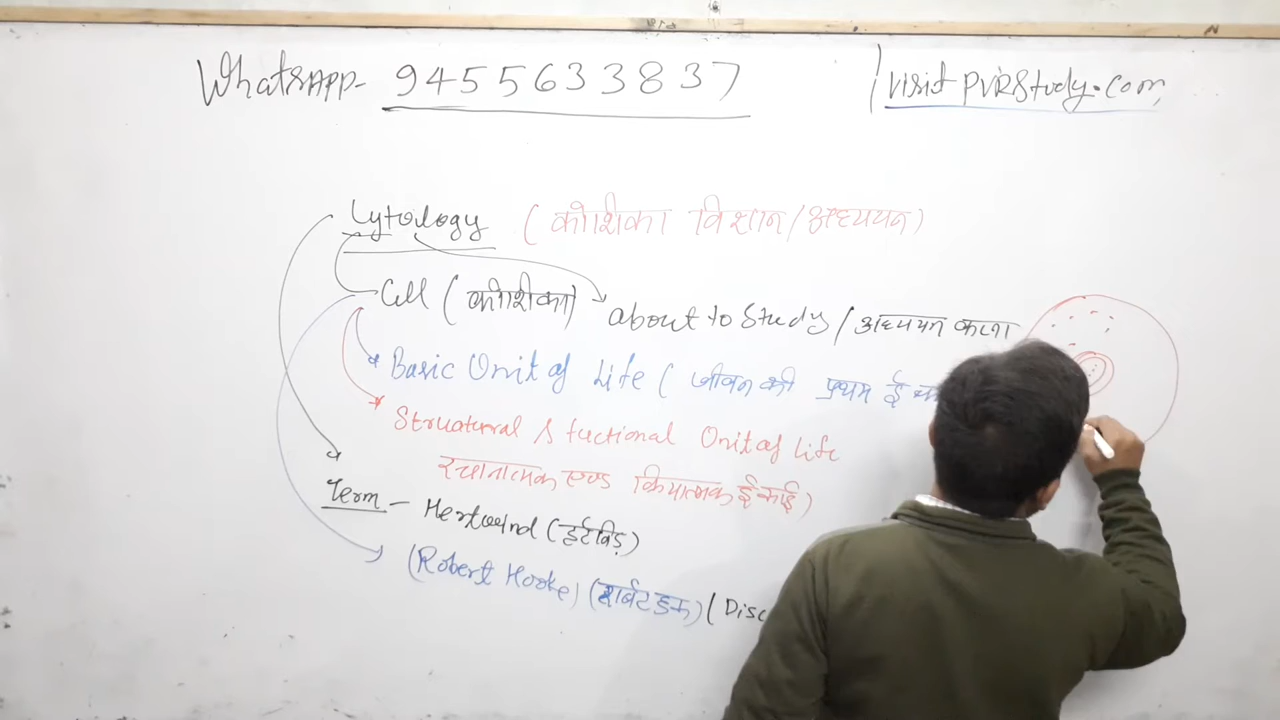 WhatsAPP- 9455633837
visit PVRStudy.com
Cytology (कोशिका विज्ञान/अध्ययन)
Cell (कोशिका)
about to Study/अध्ययन करना
Basic Unit of Life (जीवन की प्रथम ईका
Structural & fuctional Unit of Life
रचानात्मक एवं क्रियात्मक ईकाई)
Term - Hertwind (हर्टविड़)
(Robert Hooke) (राबर्ट हुक) (Disc